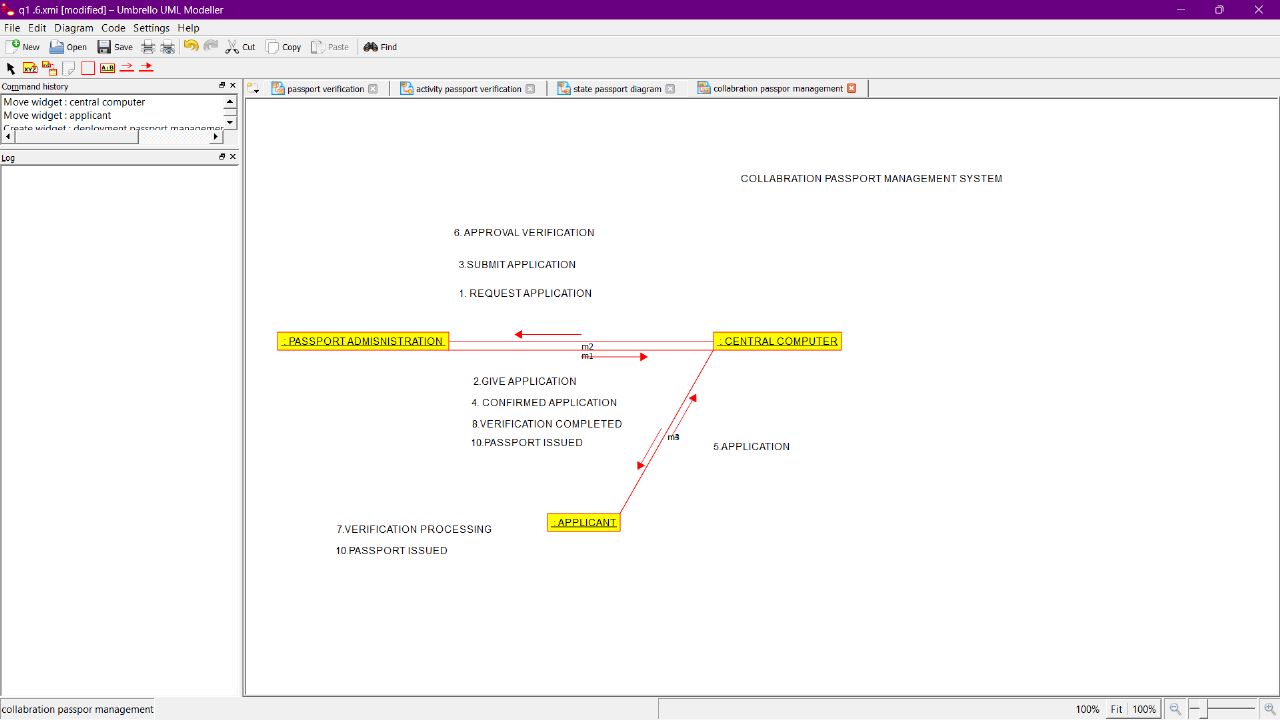 q1 .6.xmi [modified] – Umbrello UML Modeller
File Edit Diagram Code Settings Help
New Open Save Cut Copy Paste Find
Command history
Move widget : central computer
Move widget : applicant
Create widget : deployment passport managemer
Log
passport verification
activity passport verification
state passport diagram
collabration passpor management
COLLABRATION PASSPORT MANAGEMENT SYSTEM
6. APPROVAL VERIFICATION
3.SUBMIT APPLICATION
1. REQUEST APPLICATION
: PASSPORT ADMISNISTRATION
: CENTRAL COMPUTER
m2
m1
2.GIVE APPLICATION
4. CONFIRMED APPLICATION
8.VERIFICATION COMPLETED
10.PASSPORT ISSUED
5.APPLICATION
: APPLICANT
7.VERIFICATION PROCESSING
10.PASSPORT ISSUED
collabration passpor management
100% Fit 100%